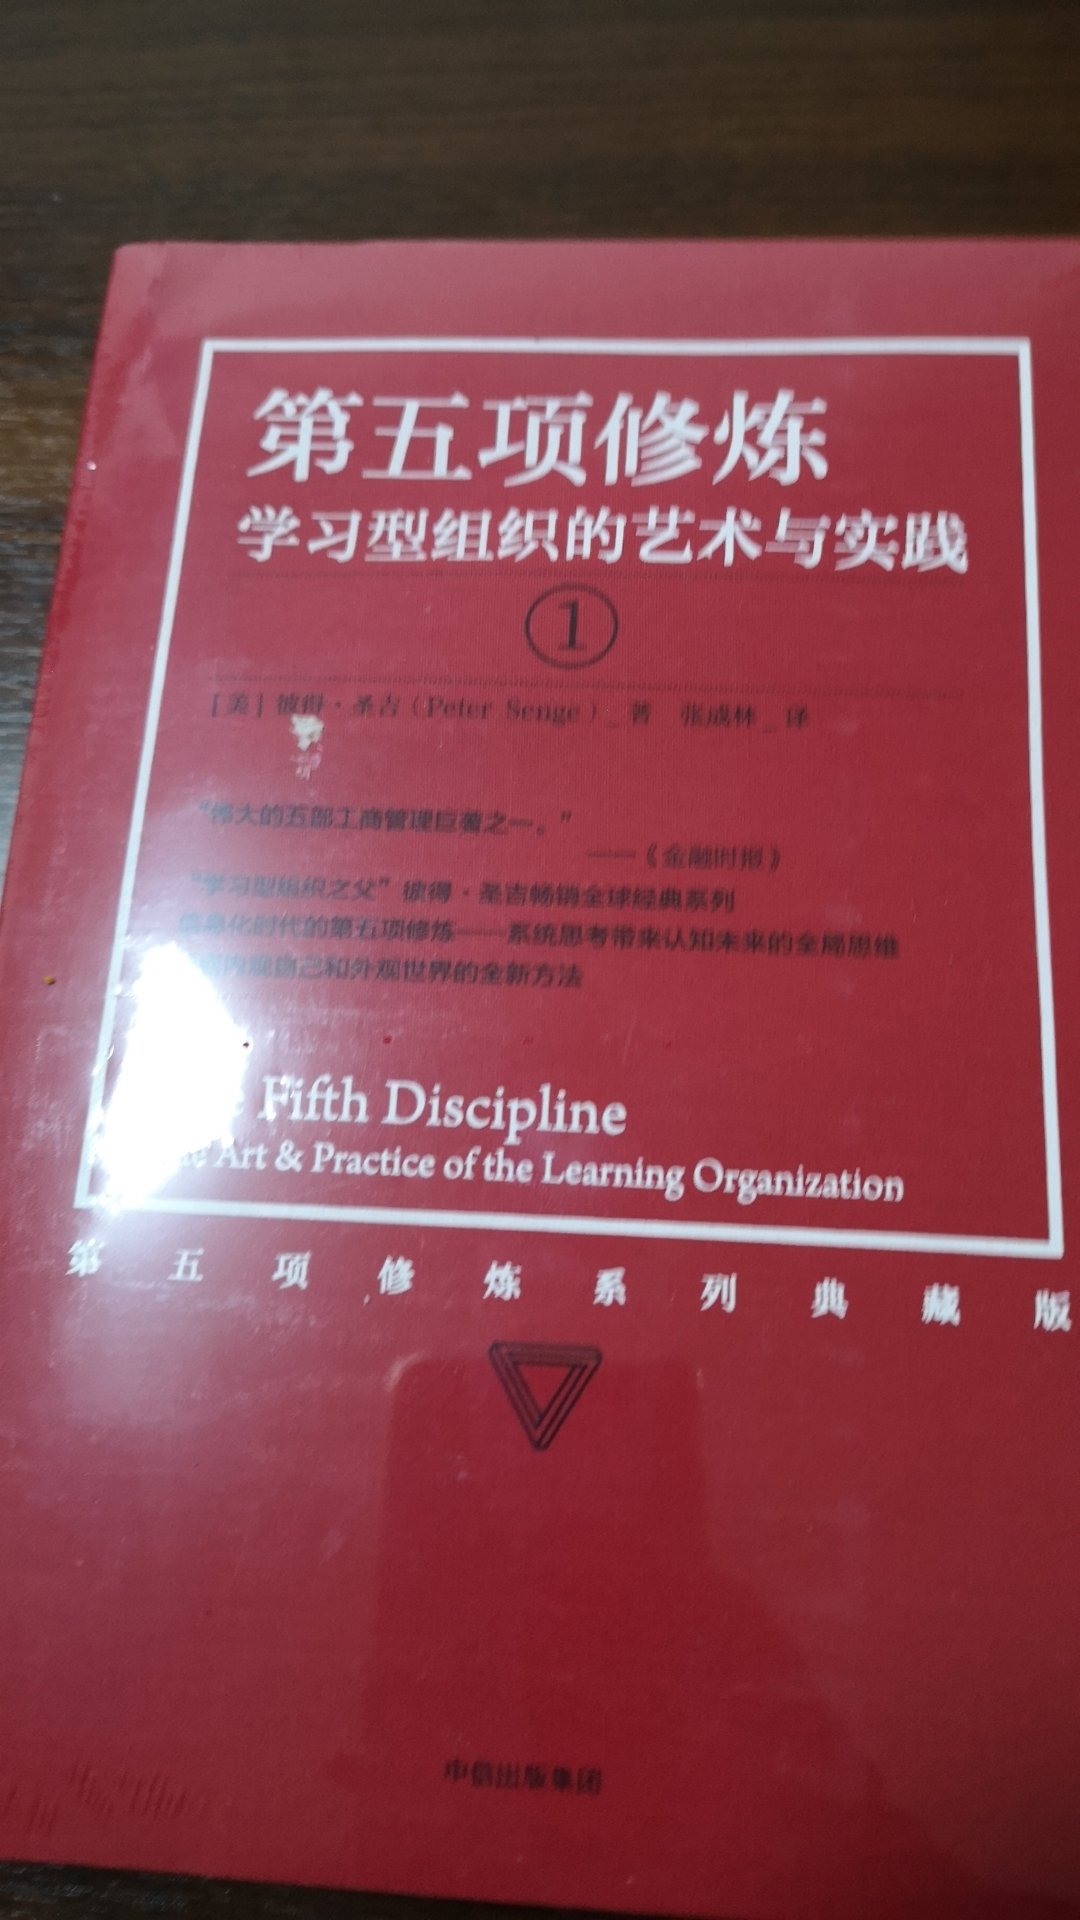 第五项修炼
学习型组织的艺术与实践
①
[美] 彼得·圣吉（Peter Senge）_著 张成林_译
“伟大的五部工商管理巨著之一。”
——《金融时报》
“学习型组织之父”彼得·圣吉畅销全球经典系列
信息化时代的第五项修炼——系统思考带来认知未来的全局思维
内观自己和外观世界的全新方法
Fifth Discipline
Art & Practice of the Learning Organization
第五项修炼系列典藏版
中信出版集团